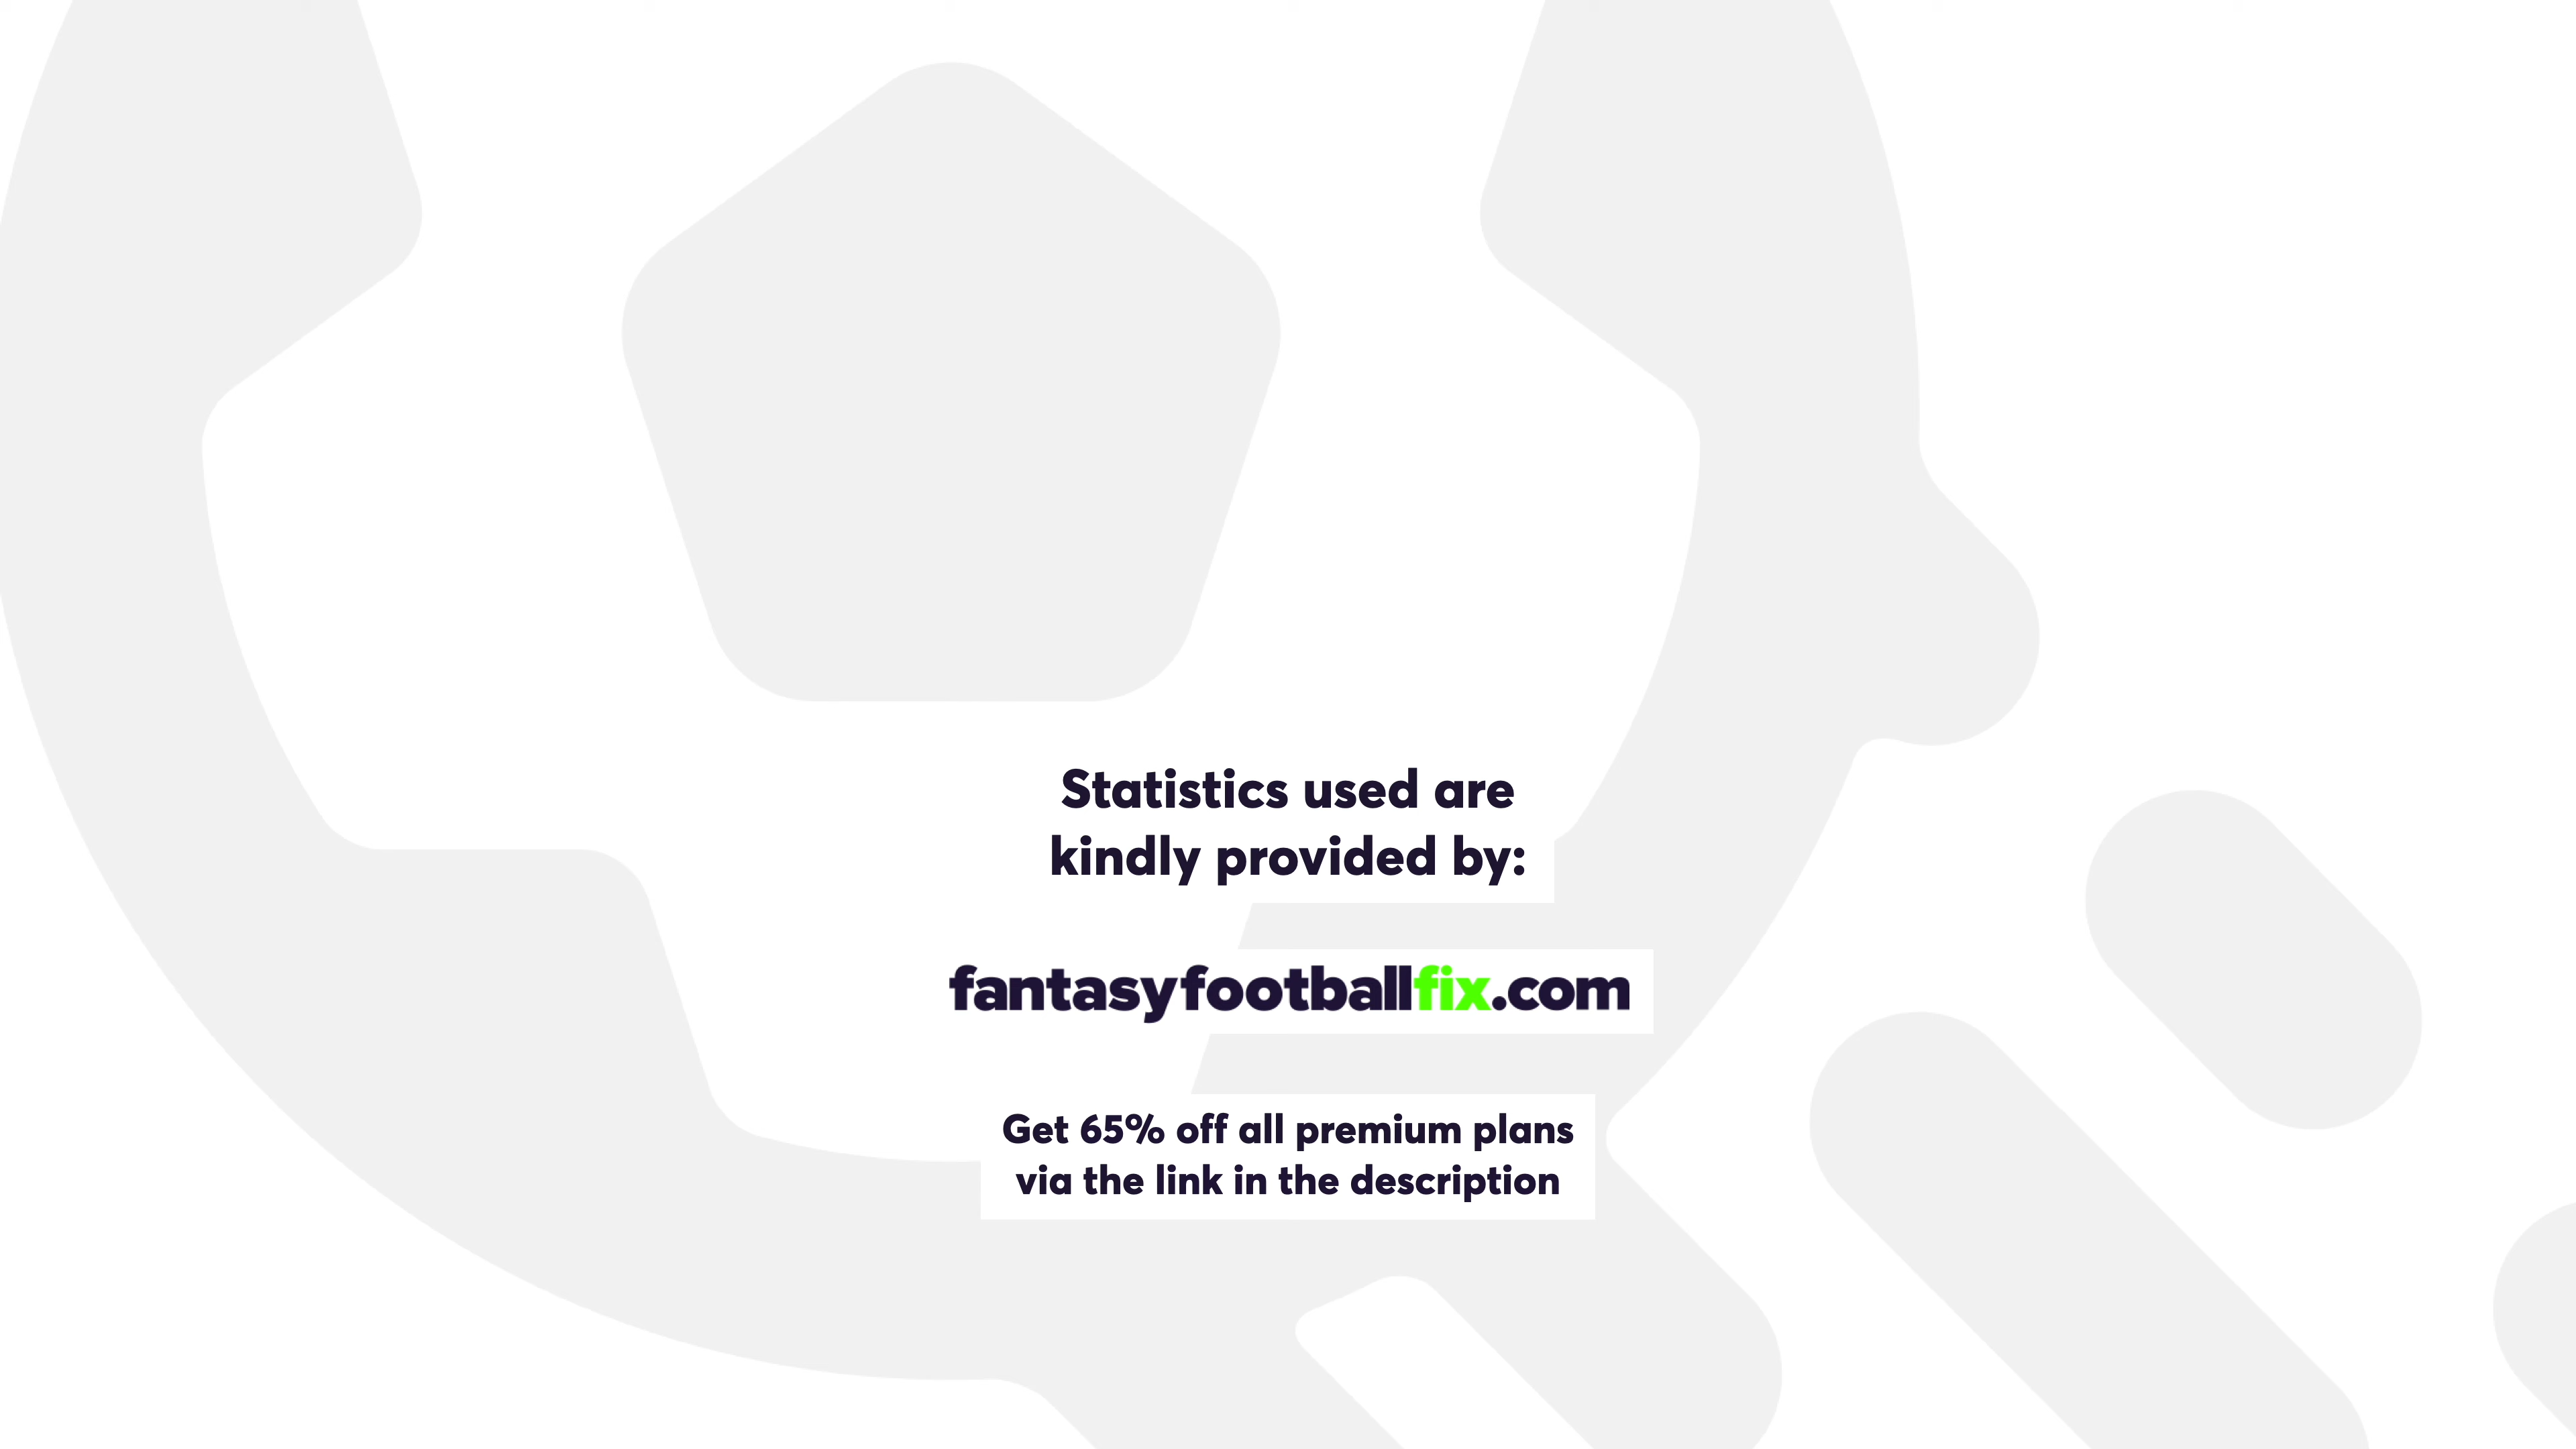 Statistics used are
kindly provided by:
fantasyfootballfix.com
Get 65% off all premium plans
via the link in the description